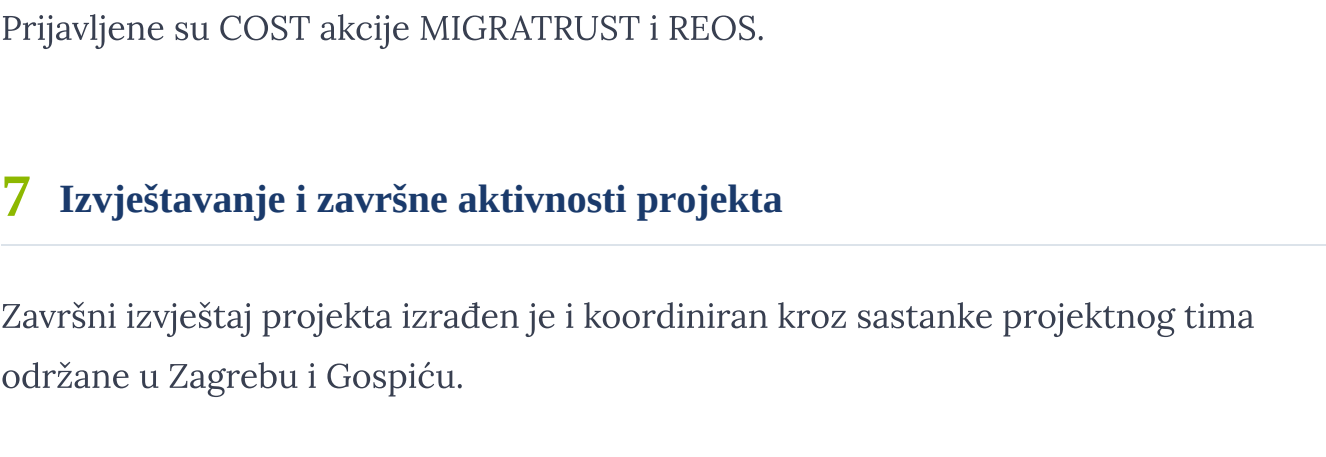 Prijavljene su COST akcije MIGRATRUST i REOS.
7 Izvještavanje i završne aktivnosti projekta
Završni izvještaj projekta izrađen je i koordiniran kroz sastanke projektnog tima
održane u Zagrebu i Gospiću.